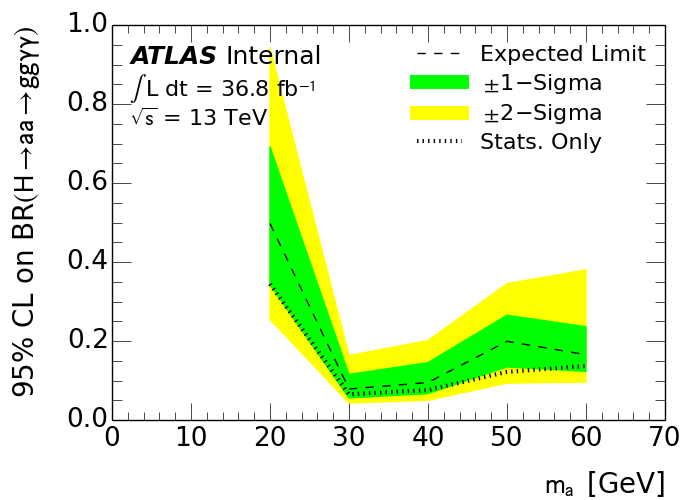 95% CL on BR(H→aa→ggγγ)
1.0
0.8
0.6
0.4
0.2
0.0
ATLAS Internal
∫L dt = 36.8 fb⁻¹
√s = 13 TeV
Expected Limit
±1−Sigma
±2−Sigma
Stats. Only
0 10 20 30 40 50 60 70
mₐ [GeV]